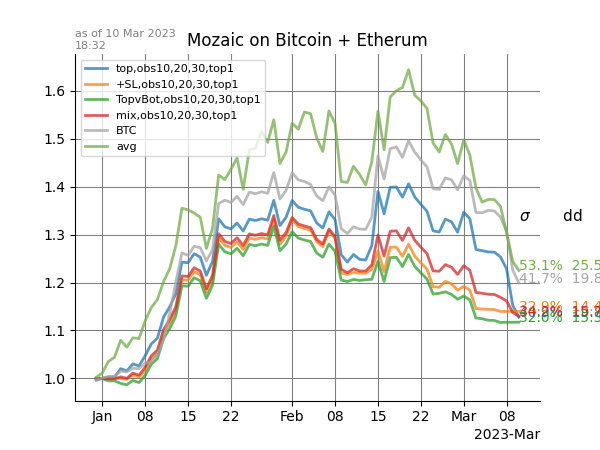 as of 10 Mar 2023
18:32
Mozaic on Bitcoin + Etherum
top,obs10,20,30,top1
+SL,obs10,20,30,top1
TopvBot,obs10,20,30,top1
mix,obs10,20,30,top1
BTC
avg
1.6
1.5
1.4
1.3
1.2
1.1
1.0
σ dd
53.1% 25.5
41.7% 19.8
Jan 08 15 22 Feb 08 15 22 Mar 08
2023-Mar